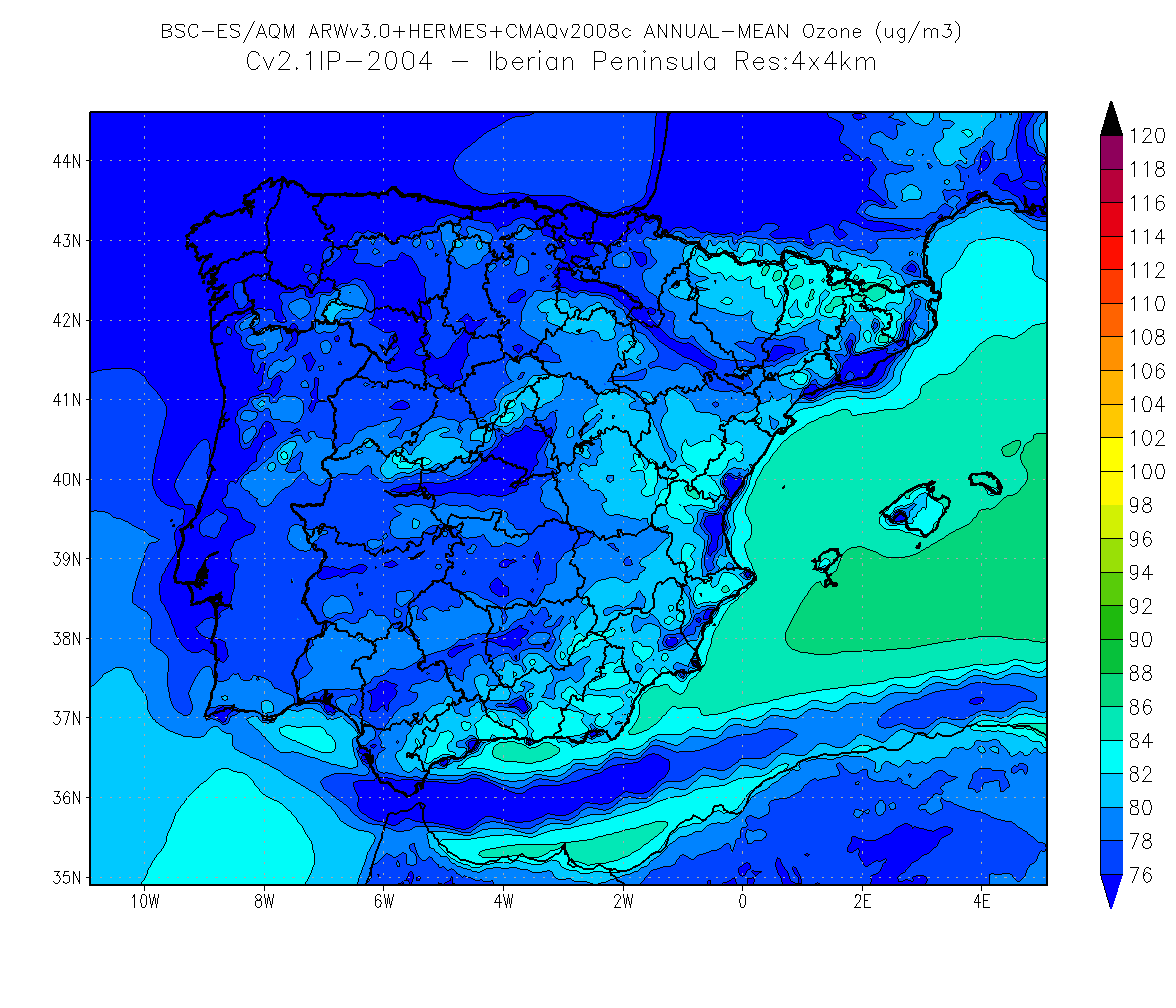 BSC-ES/AQM ARWv3.0+HERMES+CMAQv2008c ANNUAL-MEAN Ozone (ug/m3)
Cv2.1IP-2004 - Iberian Peninsula Res:4x4km
120
118
116
114
112
110
108
106
104
102
100
98
96
94
92
90
88
86
84
82
80
78
76
44N
43N
42N
41N
40N
39N
38N
37N
36N
35N
10W 8W 6W 4W 2W 0 2E 4E